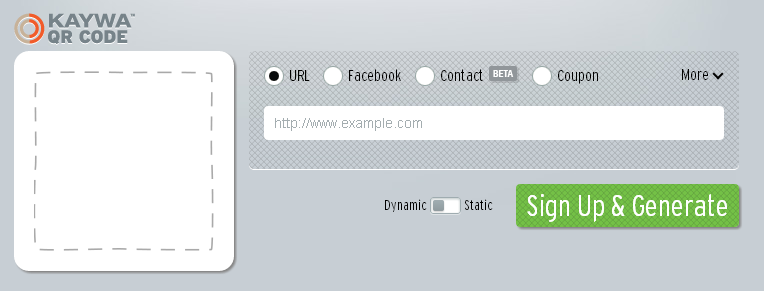 KAYWA™
QR CODE
URL
Facebook
Contact BETA
Coupon
More
http://www.example.com
Dynamic
Static
Sign Up & Generate